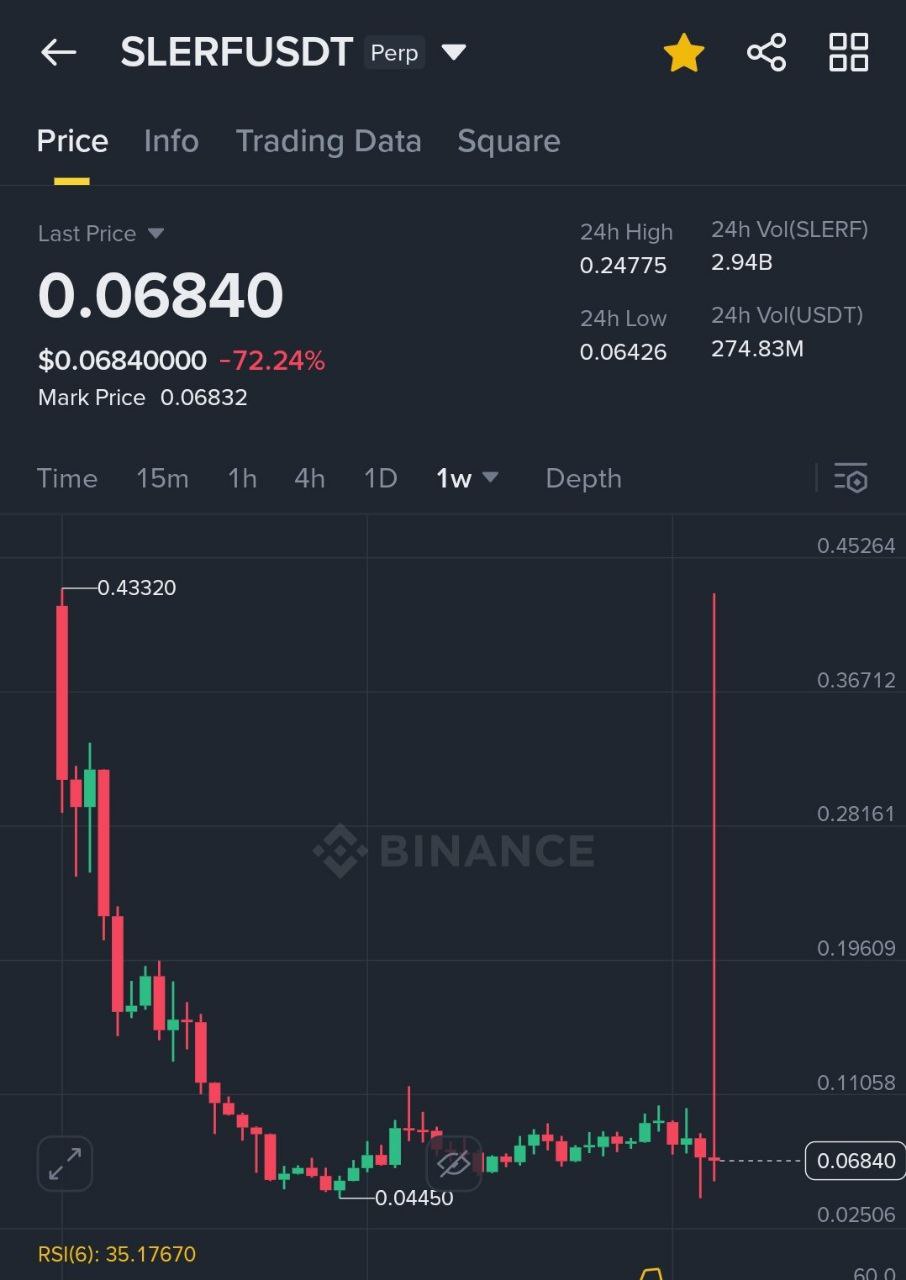 SLERFUSDT Perp
Price Info Trading Data Square
Last Price
0.06840
$0.06840000 -72.24%
Mark Price 0.06832
24h High
0.24775
24h Vol(SLERF)
2.94B
24h Low
0.06426
24h Vol(USDT)
274.83M
Time 15m 1h 4h 1D 1w Depth
0.45264
0.43320
0.36712
0.28161
BINANCE
0.19609
0.11058
0.06840
0.04450
0.02506
RSI(6): 35.17670
60.0